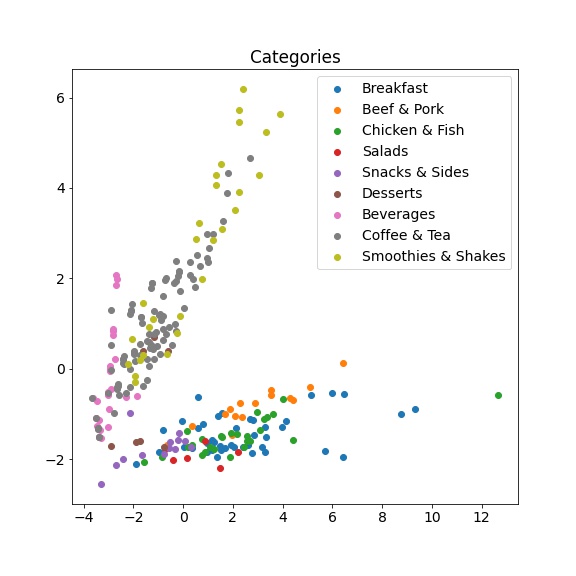 Categories
Breakfast
Beef & Pork
Chicken & Fish
Salads
Snacks & Sides
Desserts
Beverages
Coffee & Tea
Smoothies & Shakes
6
4
2
0
−2
−4 −2 0 2 4 6 8 10 12